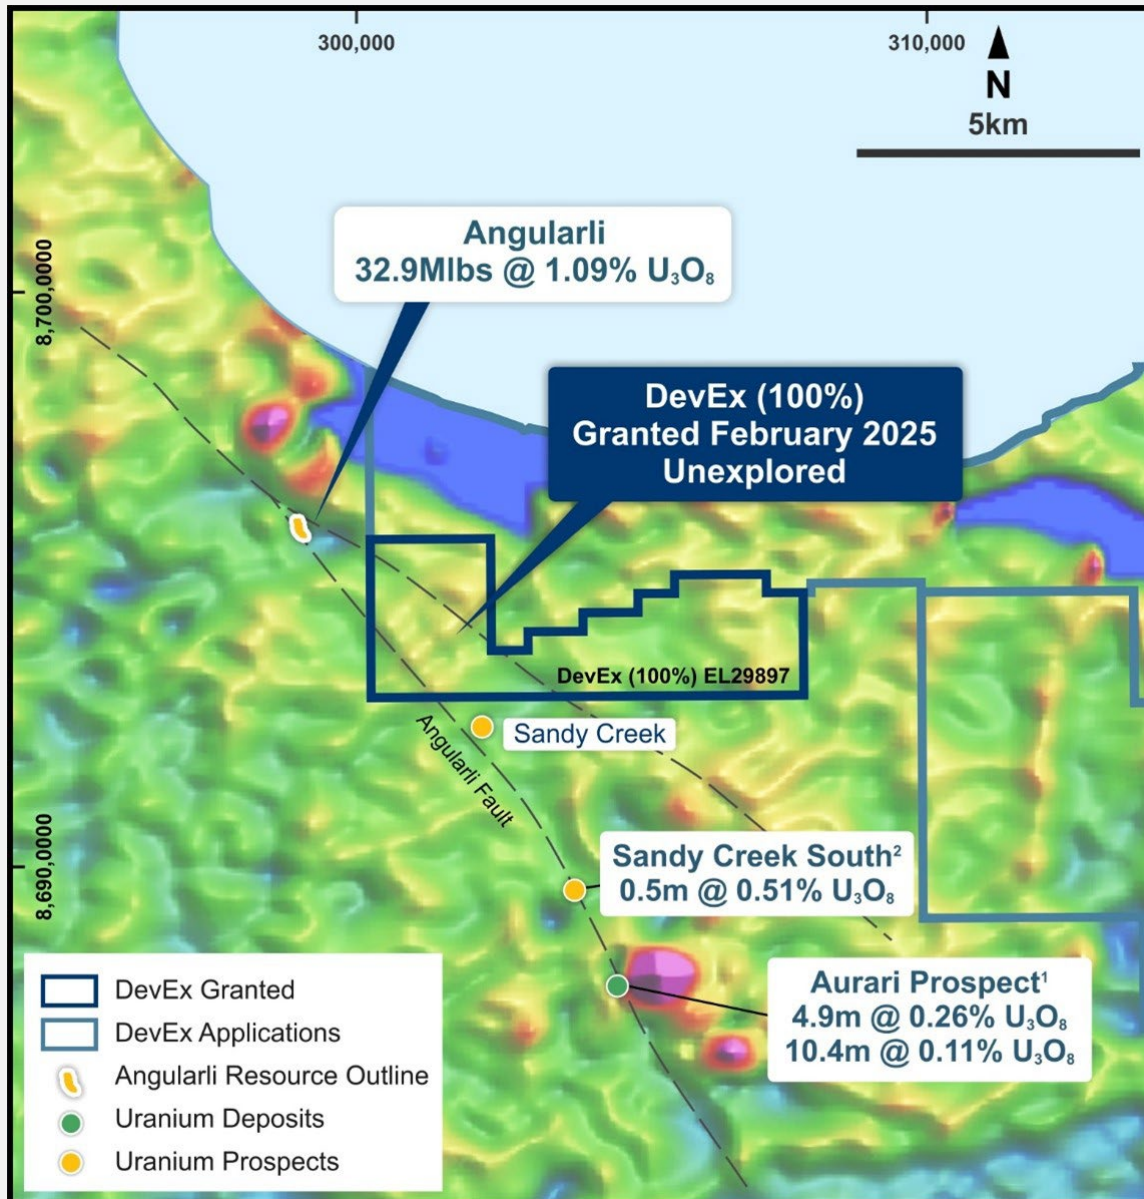 300,000
310,000
N
5km
8,700,0000
Angularli
32.9Mlbs @ 1.09% U₃O₈
DevEx (100%)
Granted February 2025
Unexplored
DevEx (100%) EL29897
Sandy Creek
Angularli Fault
8,690,0000
Sandy Creek South²
0.5m @ 0.51% U₃O₈
Aurari Prospect¹
4.9m @ 0.26% U₃O₈
10.4m @ 0.11% U₃O₈
DevEx Granted
DevEx Applications
Angularli Resource Outline
Uranium Deposits
Uranium Prospects